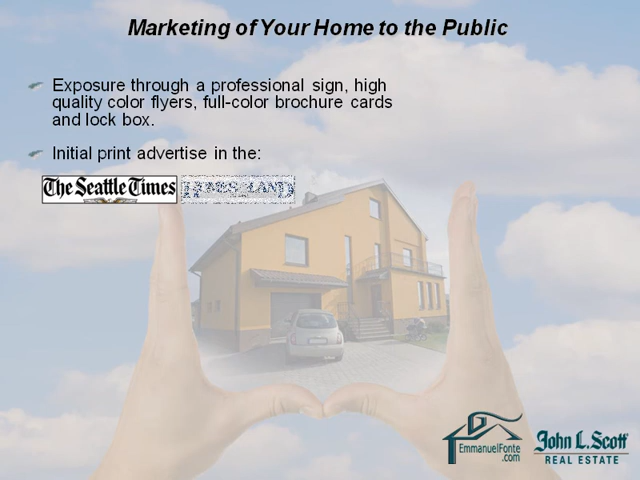 Marketing of Your Home to the Public
Exposure through a professional sign, high
quality color flyers, full-color brochure cards
and lock box.
Initial print advertise in the:
The Seattle Times
EmmanuelFonte
.com
John L. Scott
REAL ESTATE